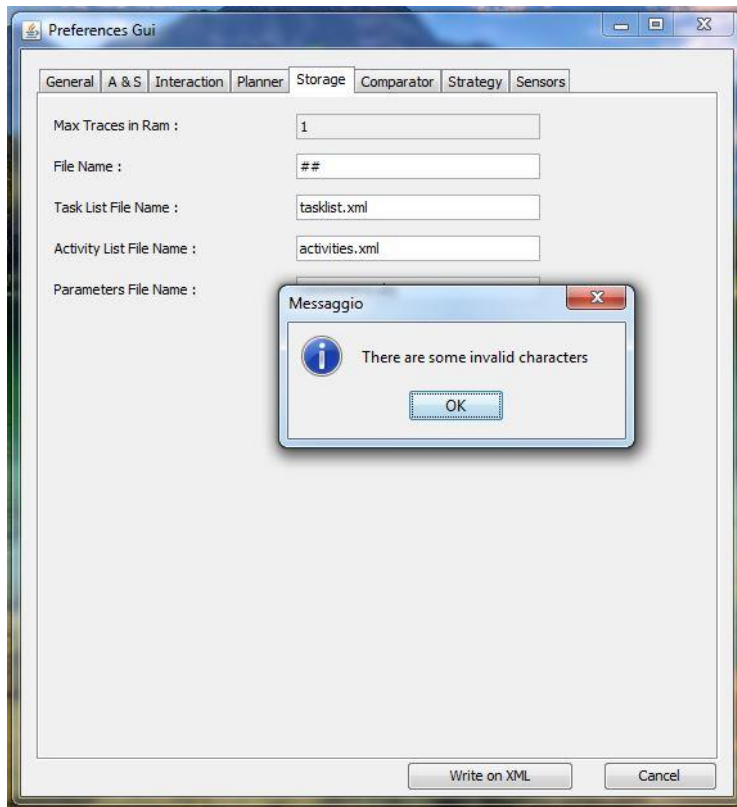 Preferences Gui
General A & S Interaction Planner Storage Comparator Strategy Sensors
Max Traces in Ram : 1
File Name : ##
Task List File Name : tasklist.xml
Activity List File Name : activities.xml
Parameters File Name :
Messaggio
There are some invalid characters
OK
Write on XML Cancel